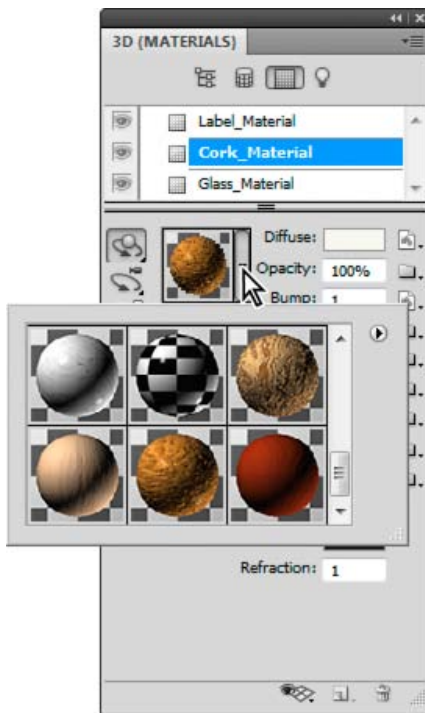 3D (MATERIALS)
Label_Material
Cork_Material
Glass_Material
Diffuse:
Opacity: 100%
Bump: 1
Refraction: 1